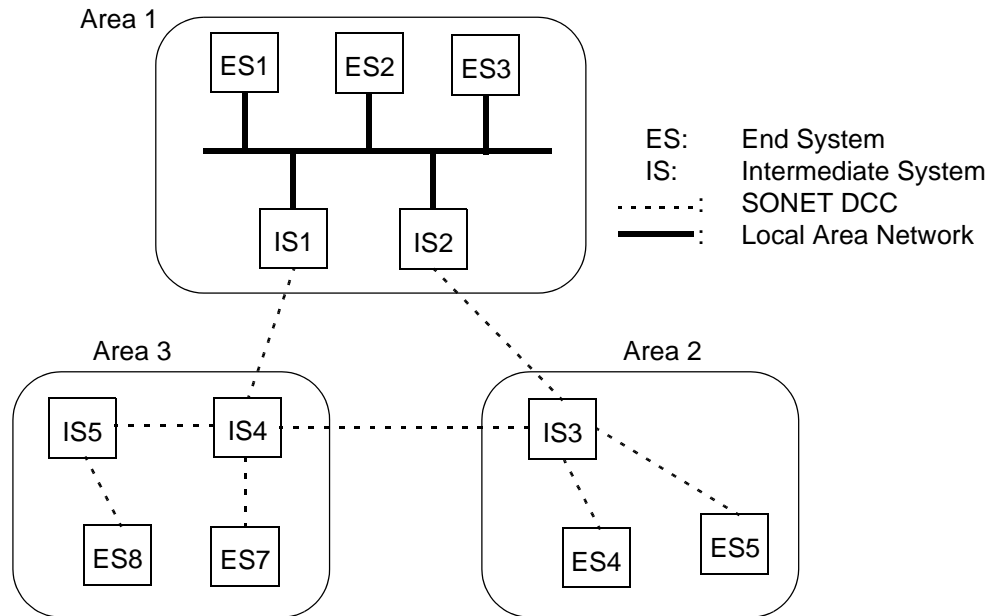 Area 1
ES1
ES2
ES3
IS1
IS2
ES: End System
IS: Intermediate System
: SONET DCC
: Local Area Network
Area 3
IS5
IS4
ES8
ES7
Area 2
IS3
ES4
ES5